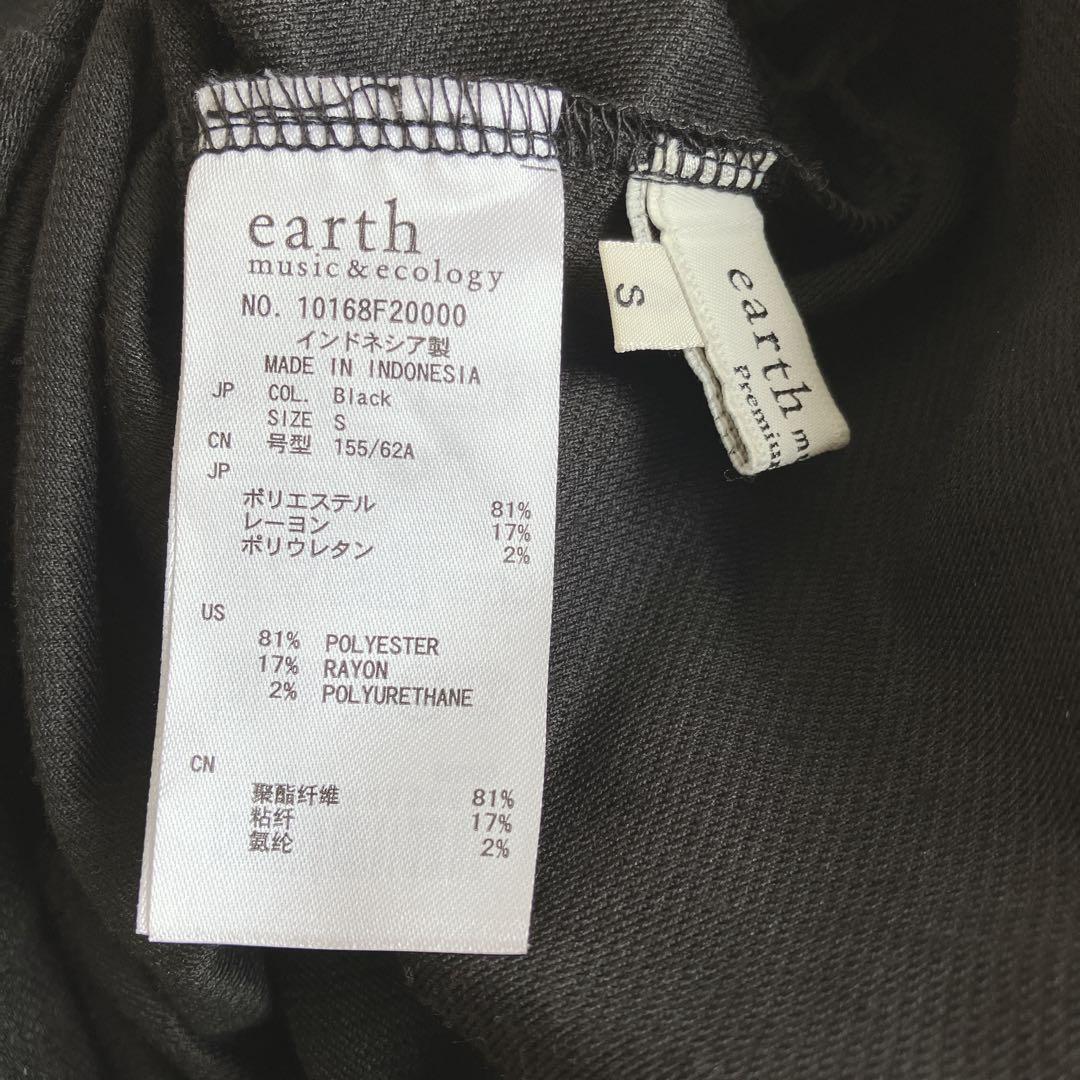 earth
music & ecology
NO. 10168F20000
インドネシア製
MADE IN INDONESIA
JP COL. Black
SIZE S
CN 号型 155/62A
JP
ポリエステル 81%
レーヨン 17%
ポリウレタン 2%
US
81% POLYESTER
17% RAYON
2% POLYURETHANE
CN
聚酯纤维 81%
粘纤 17%
氨纶 2%
S
earth